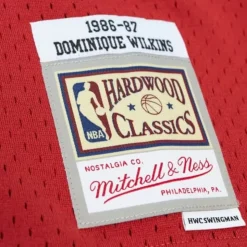 1986-87
DOMINIQUE WILKINS
HARDWOOD
NBA
CLASSICS
NOSTALGIA CO.
Mitchell & Ness
PHILADELPHIA, PA
HWC SWINGMAN